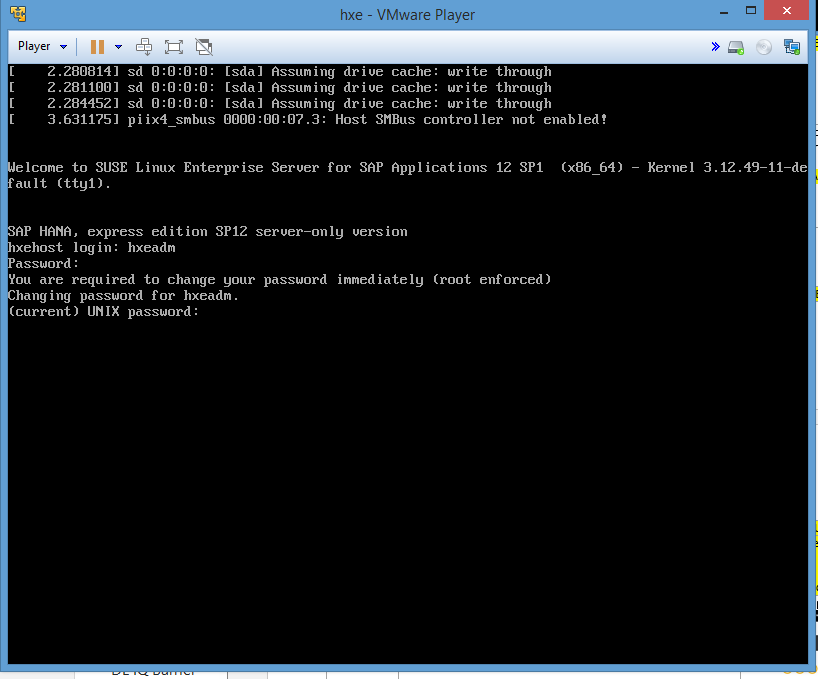 hxe - VMware Player
Player
[    2.280814] sd 0:0:0:0: [sda] Assuming drive cache: write through
[    2.281100] sd 0:0:0:0: [sda] Assuming drive cache: write through
[    2.284452] sd 0:0:0:0: [sda] Assuming drive cache: write through
[    3.631175] piix4_smbus 0000:00:07.3: Host SMBus controller not enabled!
Welcome to SUSE Linux Enterprise Server for SAP Applications 12 SP1  (x86_64) - Kernel 3.12.49-11-de
fault (tty1).
SAP HANA, express edition SP12 server-only version
hxehost login: hxeadm
Password:
You are required to change your password immediately (root enforced)
Changing password for hxeadm.
(current) UNIX password: